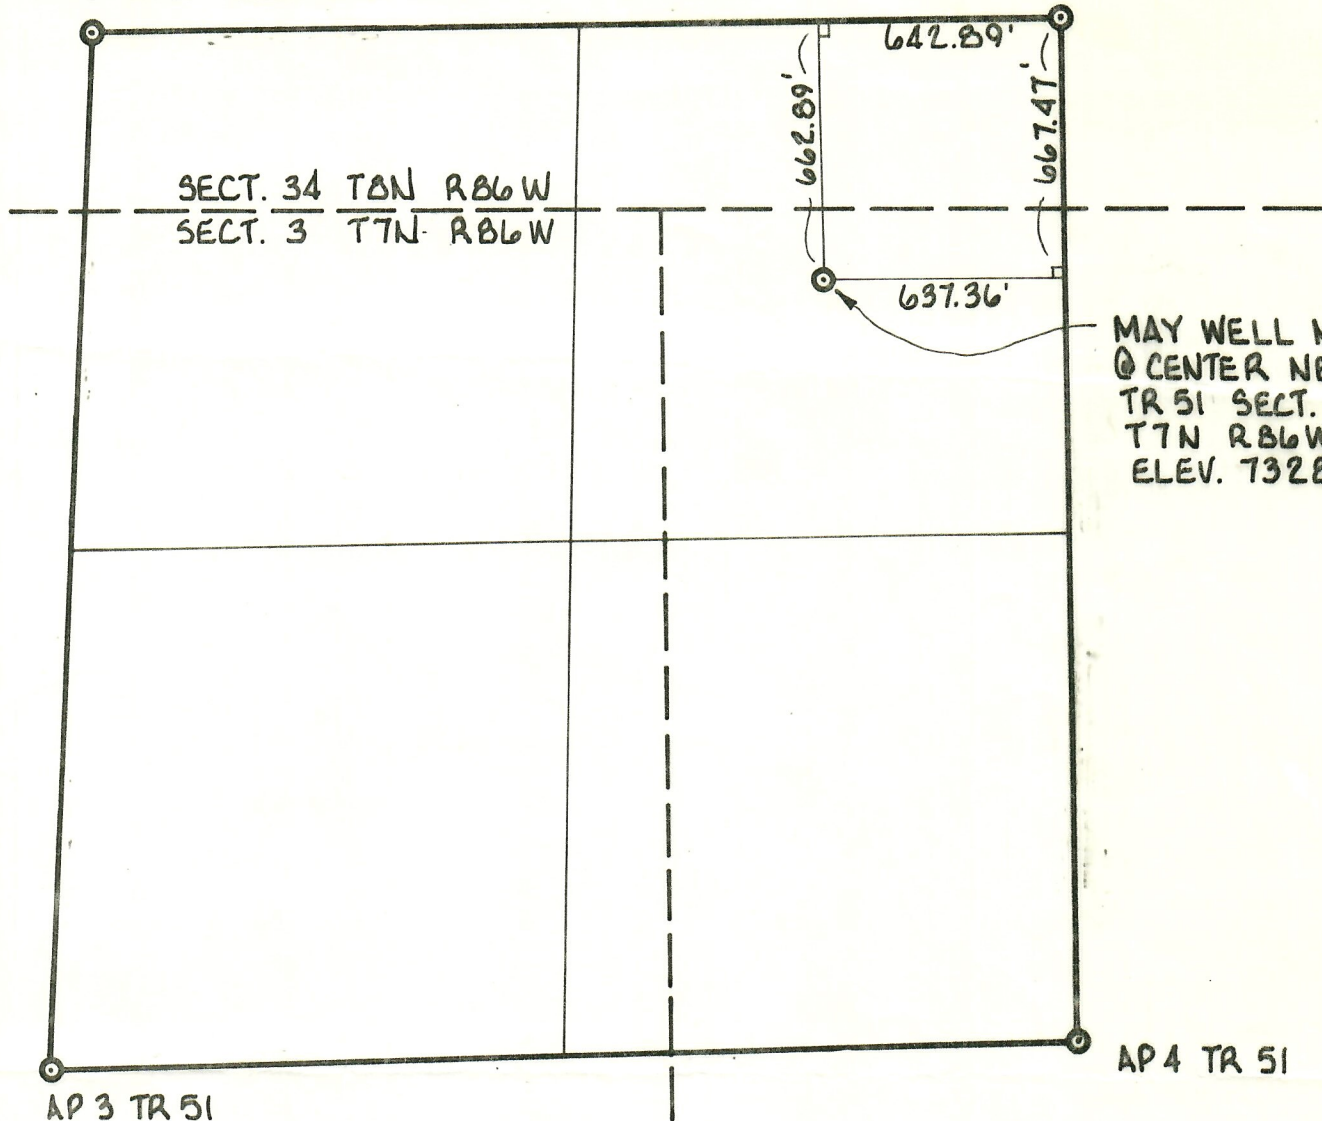 642.89'
662.89'
667.47'
SECT. 34 T8N R86W
SECT. 3 T7N R86W
637.36'
MAY WELL
@ CENTER
TR 51 SECT.
T7N R86W
ELEV. 7328
AP 4 TR 51
AP 3 TR 51